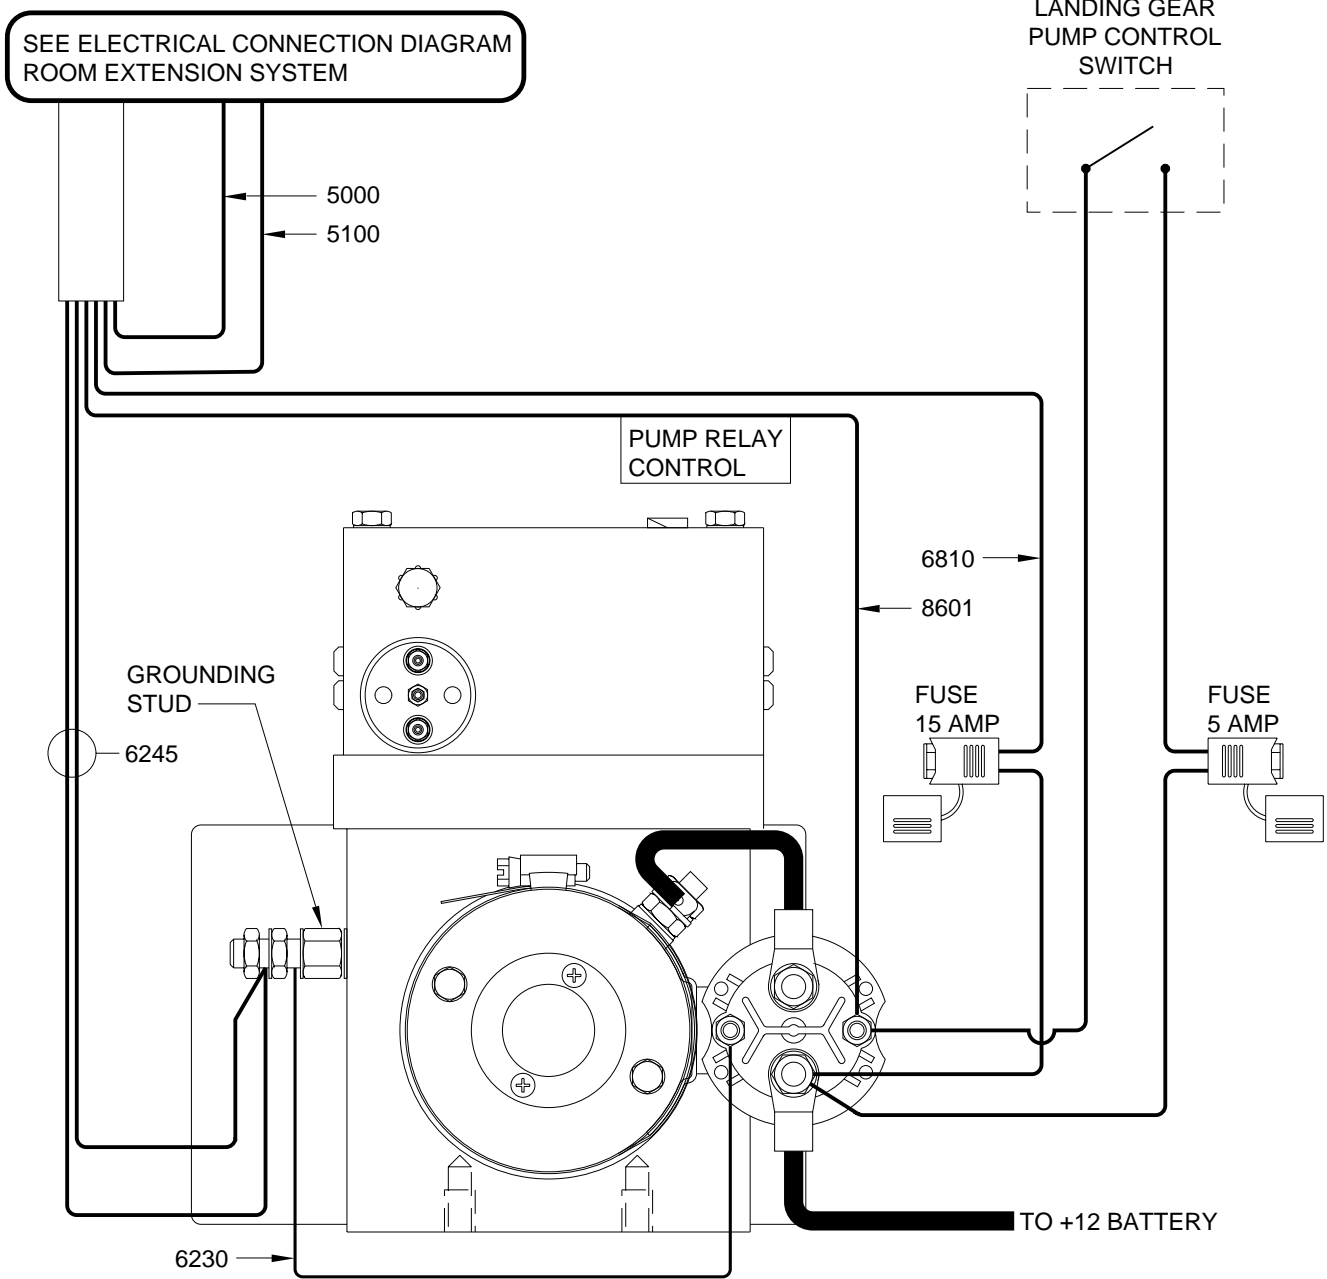 LANDING GEAR
PUMP CONTROL
SWITCH
SEE ELECTRICAL CONNECTION DIAGRAM
ROOM EXTENSION SYSTEM
5000
5100
PUMP RELAY
CONTROL
6810
8601
GROUNDING
STUD
6245
FUSE
15 AMP
FUSE
5 AMP
TO +12 BATTERY
6230